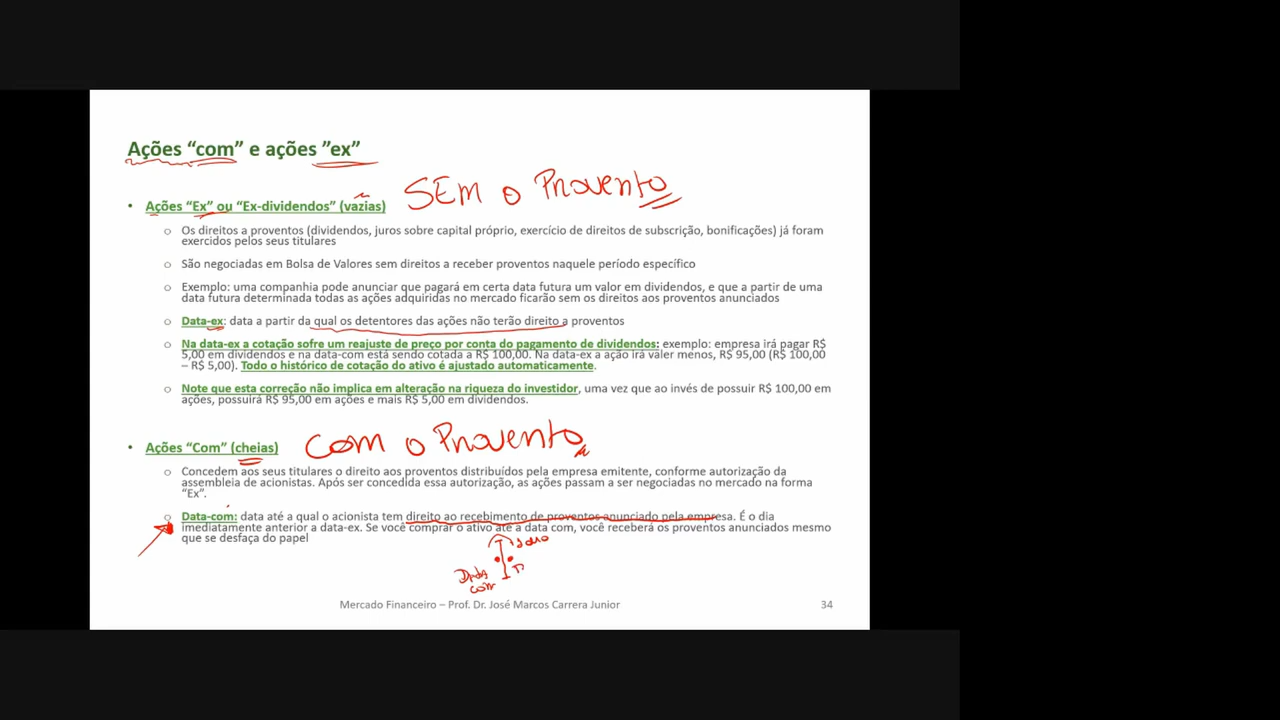 Ações “com” e ações ”ex”
• Ações “Ex” ou “Ex-dividendos” (vazias) SEM o Provento
o Os direitos a proventos (dividendos, juros sobre capital próprio, exercício de direitos de subscrição, bonificações) já foram
exercidos pelos seus titulares
o São negociadas em Bolsa de Valores sem direitos a receber proventos naquele período específico
o Exemplo: uma companhia pode anunciar que pagará em certa data futura um valor em dividendos, e que a partir de uma
data futura determinada todas as ações adquiridas no mercado ficarão sem os direitos aos proventos anunciados
o Data-ex: data a partir da qual os detentores das ações não terão direito a proventos
o Na data-ex a cotação sofre um reajuste de preço por conta do pagamento de dividendos: exemplo: empresa irá pagar R$
5,00 em dividendos e na data-com está sendo cotada a R$ 100,00. Na data-ex a ação irá valer menos, R$ 95,00 (R$ 100,00
– R$ 5,00). Todo o histórico de cotação do ativo é ajustado automaticamente.
o Note que esta correção não implica em alteração na riqueza do investidor, uma vez que ao invés de possuir R$ 100,00 em
ações, possuirá R$ 95,00 em ações e mais R$ 5,00 em dividendos.
• Ações “Com” (cheias) com o Provento
o Concedem aos seus titulares o direito aos proventos distribuídos pela empresa emitente, conforme autorização da
assembleia de acionistas. Após ser concedida essa autorização, as ações passam a ser negociadas no mercado na forma
“Ex”.
o Data-com: data até a qual o acionista tem direito ao recebimento de proventos anunciado pela empresa. É o dia
imediatamente anterior a data-ex. Se você comprar o ativo até a data com, você receberá os proventos anunciados mesmo
que se desfaça do papel
Data
com
Mercado Financeiro – Prof. Dr. José Marcos Carrera Junior 34